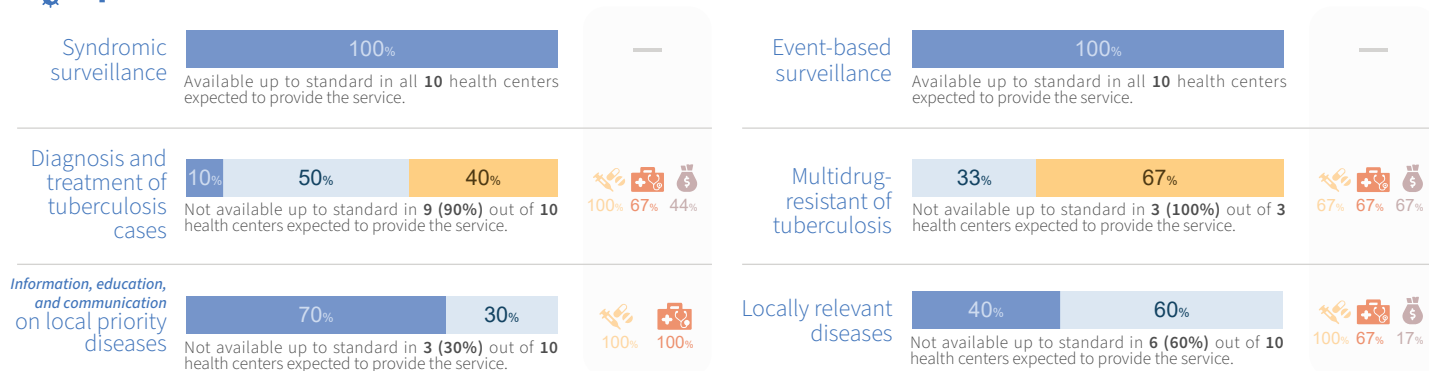 Syndromic
surveillance
100%
Available up to standard in all 10 health centers
expected to provide the service.
—
Event-based
surveillance
100%
Available up to standard in all 10 health centers
expected to provide the service.
—
Diagnosis and
treatment of
tuberculosis
cases
10% 50% 40%
Not available up to standard in 9 (90%) out of 10
health centers expected to provide the service.
100% 67% 44%
Multidrug-
resistant of
tuberculosis
33% 67%
Not available up to standard in 3 (100%) out of 3
health centers expected to provide the service.
67% 67% 67%
Information, education,
and communication
on local priority
diseases
70% 30%
Not available up to standard in 3 (30%) out of 10
health centers expected to provide the service.
100% 100%
Locally relevant
diseases
40% 60%
Not available up to standard in 6 (60%) out of 10
health centers expected to provide the service.
100% 67% 17%